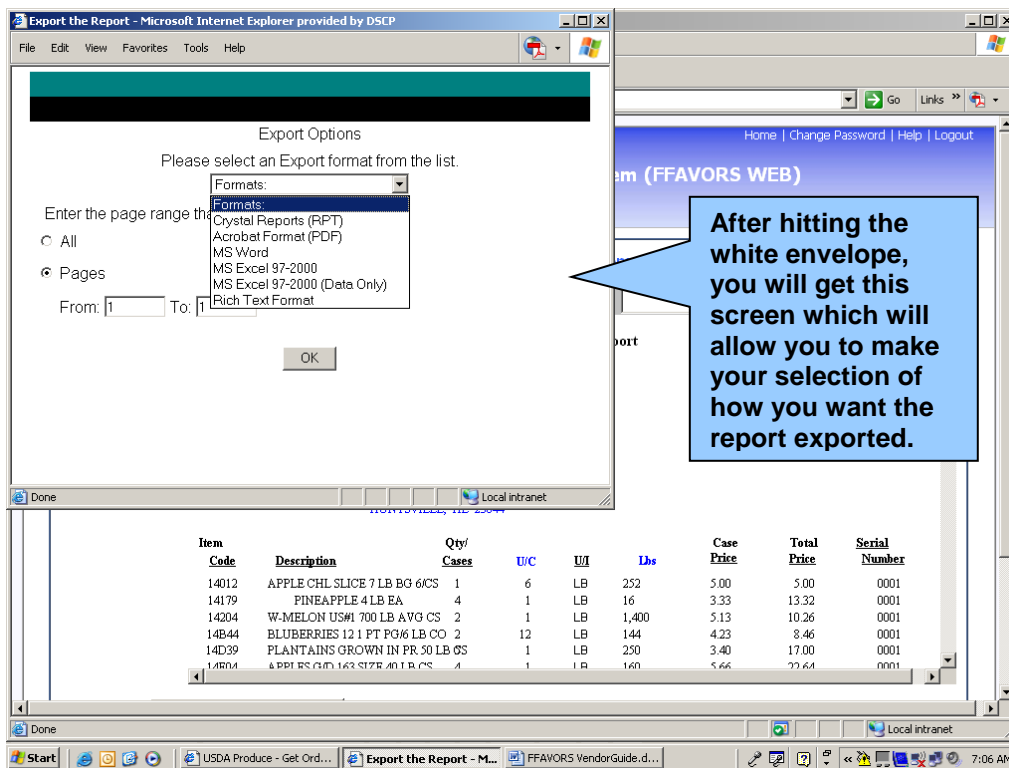 Export the Report - Microsoft Internet Explorer provided by DSCP
File Edit View Favorites Tools Help
Go Links »
Export Options
Please select an Export format from the list.
Formats:
Formats:
Crystal Reports (RPT)
Acrobat Format (PDF)
MS Word
MS Excel 97-2000
MS Excel 97-2000 (Data Only)
Rich Text Format
Enter the page range
All
Pages
From: 1 To: 1
OK
Done Local intranet
Home | Change Password | Help | Logout
(FFAVORS WEB)
After hitting the
white envelope,
you will get this
screen which will
allow you to make
your selection of
how you want the
report exported.
Item Qty/ Case Total Serial
Code Description Cases U/C U/I Lbs Price Price Number
14012 APPLE CHL SLICE 7 LB BG 6/CS 1 6 LB 252 5.00 5.00 0001
14179 PINEAPPLE 4 LB EA 4 1 LB 16 3.33 13.32 0001
14204 W-MELON US#1 700 LB AVG CS 2 1 LB 1,400 5.13 10.26 0001
14B44 BLUBERRIES 12 1 PT PG/6 LB CO 2 12 LB 144 4.23 8.46 0001
14D39 PLANTAINS GROWN IN PR 50 LB 1 LB 250 3.40 17.00 0001
APPLES 4 1 LB 160 5.66 22.64 0001
Done Local intranet
Start USDA Produce - Get Ord... Export the Report - M... FFAVORS VendorGuide.d... « 7:06 AM